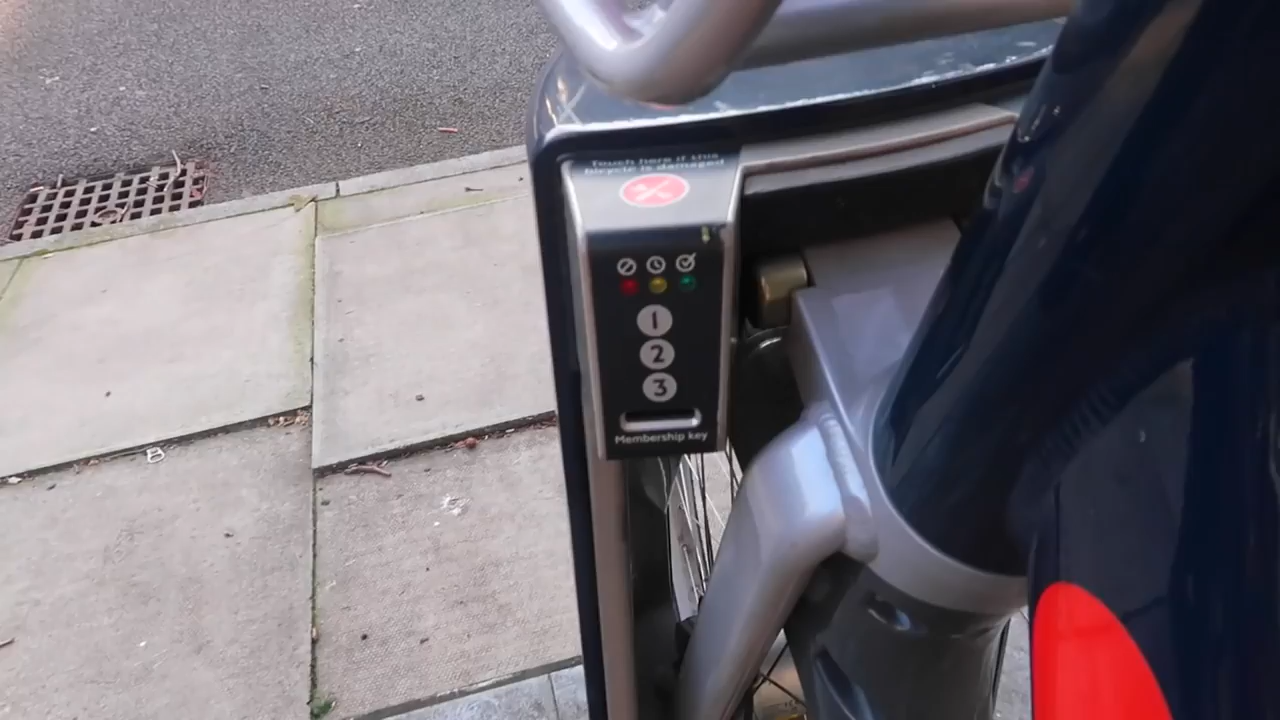 Touch here if this
bicycle is damaged
1
2
3
Membership key